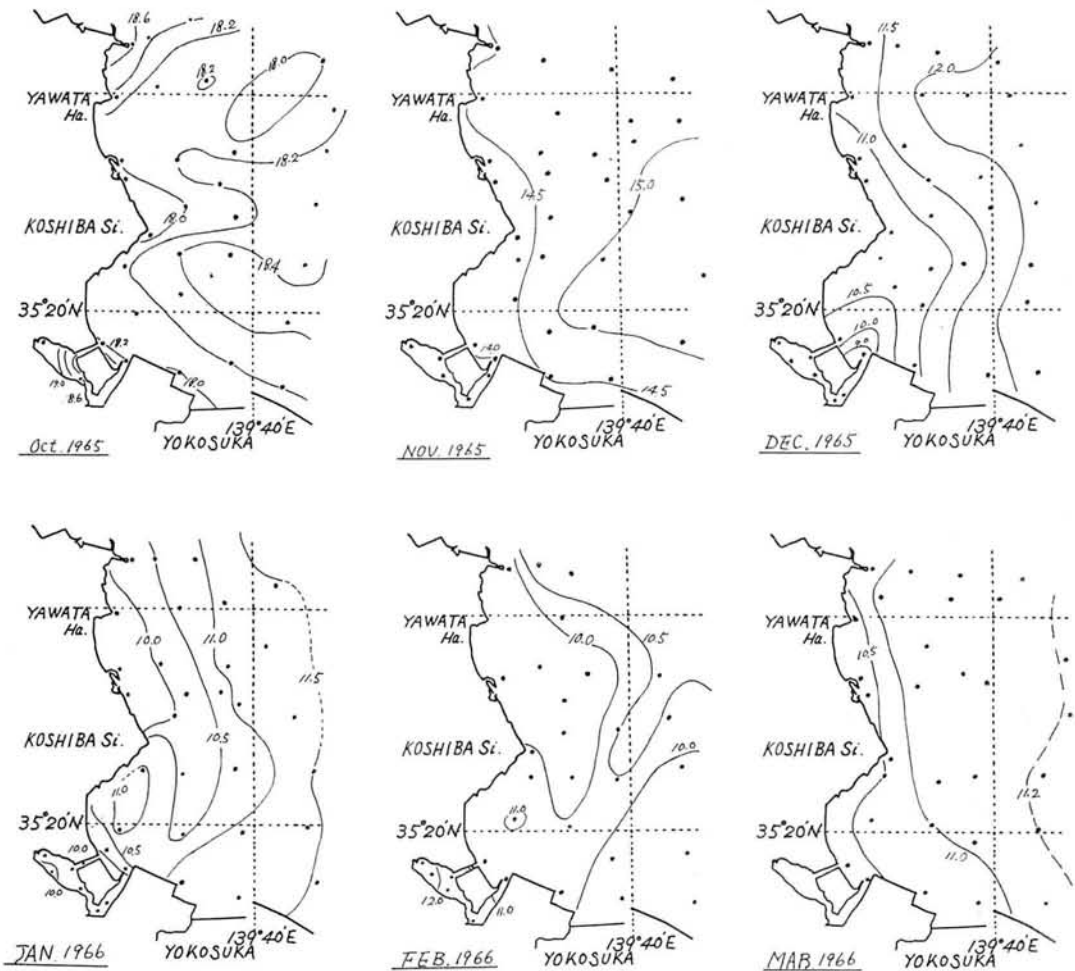 18.6
18.2
18.2
18.0
YAWATA
Ha.
18.2
18.0
KOSHIBA Si.
18.4
35°20'N
18.2
19.0
18.6
18.0
139°40'E
YOKOSUKA
Oct. 1965
YAWATA
Ha.
14.5
15.0
KOSHIBA Si.
35°20'N
14.0
14.5
139°40'E
YOKOSUKA
NOV. 1965
11.5
12.0
YAWATA
Ha.
11.0
KOSHIBA Si.
10.5
35°20'N
10.0
9.0
139°40'E
YOKOSUKA
DEC. 1965
YAWATA
Ha.
10.0
11.0
11.5
KOSHIBA Si.
10.5
11.0
35°20'N
10.0
10.5
10.0
139°40'E
YOKOSUKA
JAN. 1966
YAWATA
Ha.
10.0
10.5
KOSHIBA Si.
10.0
11.0
35°20'N
12.0
11.0
139°40'E
YOKOSUKA
FEB. 1966
YAWATA
Ha.
10.5
KOSHIBA Si.
11.2
35°20'N
11.0
139°40'E
YOKOSUKA
MAR 1966